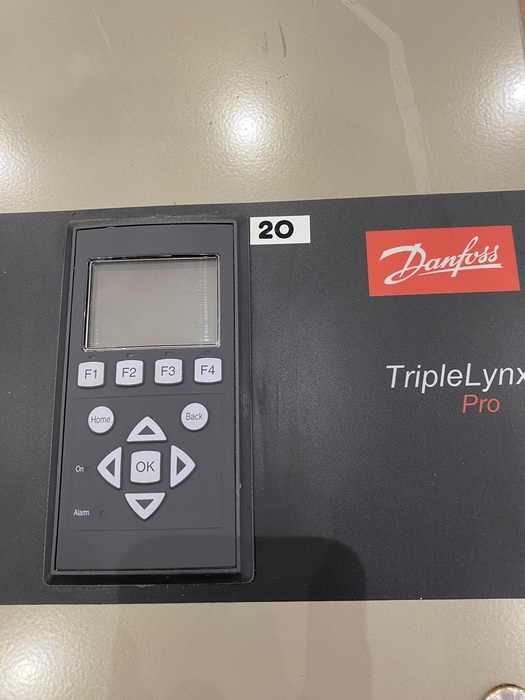 20
Danfoss
TripleLynx
Pro
F1 F2 F3 F4
Home Back
On OK
Alarm